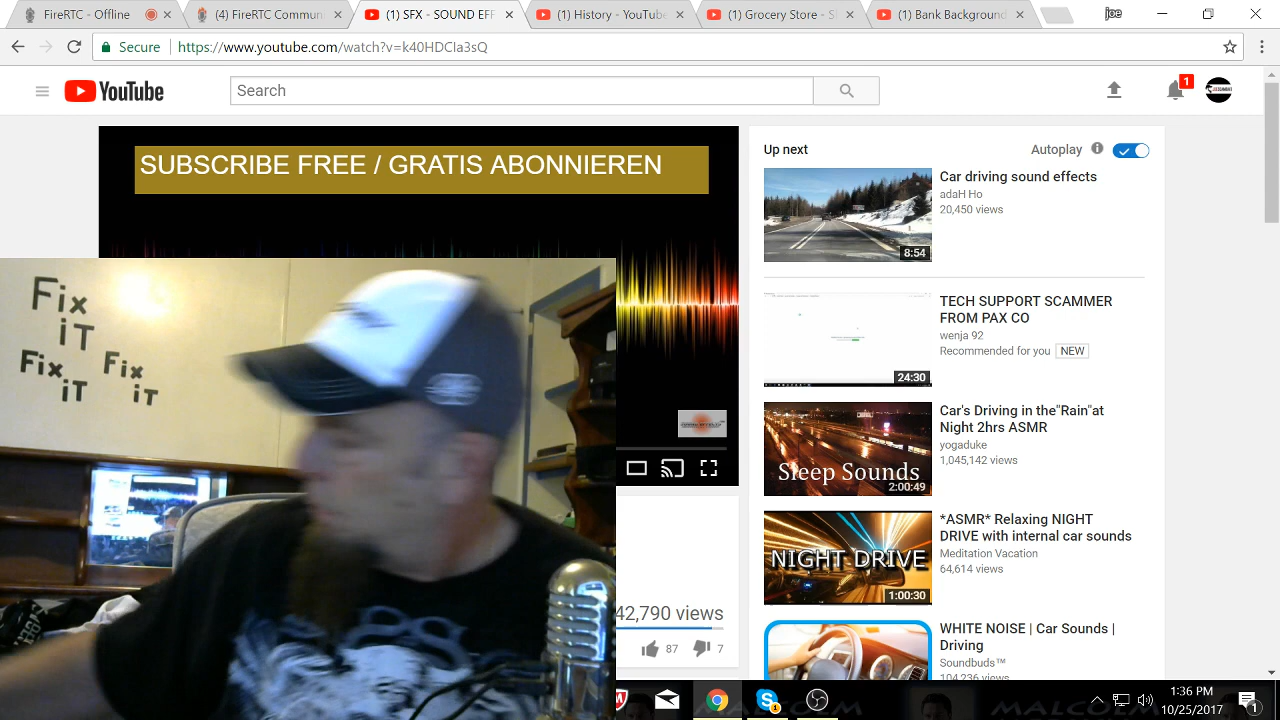 FireRTC - Offline
(4) FireRTC Commun
(1) SFX - SOUND EFF
(1) History - YouTube
(1) Grocery Store - S
(1) Bank Background
joe
Secure
https://www.youtube.com/watch?v=k40HDCIa3sQ
YouTube
Search
1
SUBSCRIBE FREE / GRATIS ABONNIEREN
Up next
Autoplay
Car driving sound effects
adaH Ho
20,450 views
8:54
TECH SUPPORT SCAMMER
FROM PAX CO
wenja 92
Recommended for you NEW
24:30
Car's Driving in the"Rain"at
Night 2hrs ASMR
yogaduke
1,045,142 views
Sleep Sounds
2:00:49
*ASMR* Relaxing NIGHT
DRIVE with internal car sounds
Meditation Vacation
64,614 views
NIGHT DRIVE
1:00:30
WHITE NOISE | Car Sounds |
Driving
Soundbuds™
104,236 views
Fix
iT
Fix
iT
Fix
iT
42,790 views
87
7
1:36 PM
10/25/2017
1
MALCOLM